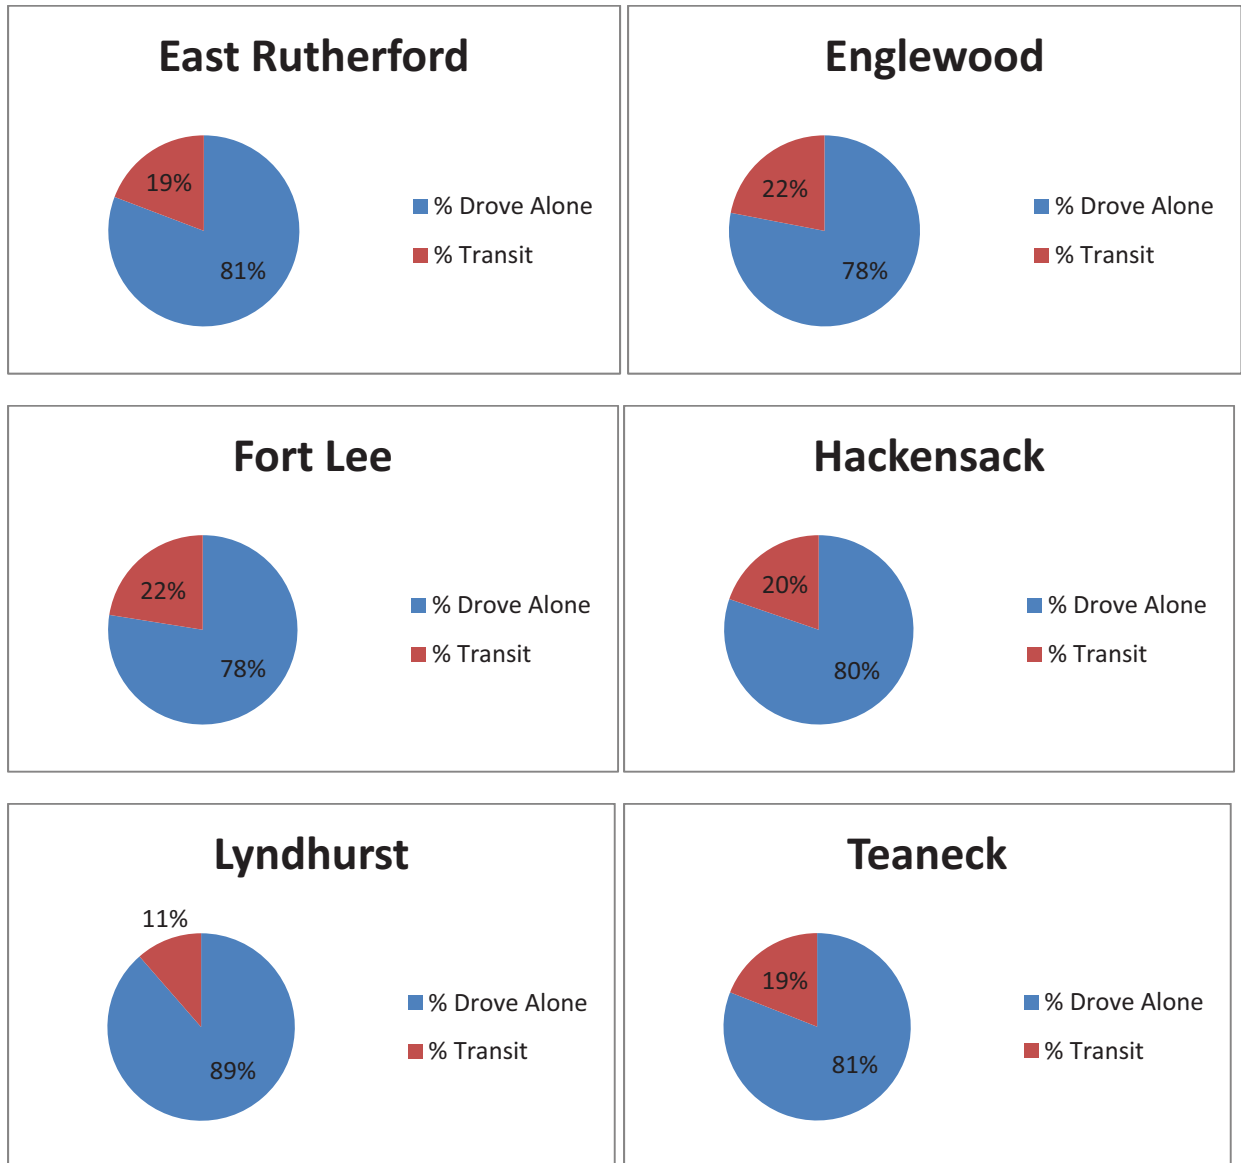 East Rutherford
19%
81%
% Drove Alone
% Transit
Englewood
22%
78%
% Drove Alone
% Transit
Fort Lee
22%
78%
% Drove Alone
% Transit
Hackensack
20%
80%
% Drove Alone
% Transit
Lyndhurst
11%
89%
% Drove Alone
% Transit
Teaneck
19%
81%
% Drove Alone
% Transit